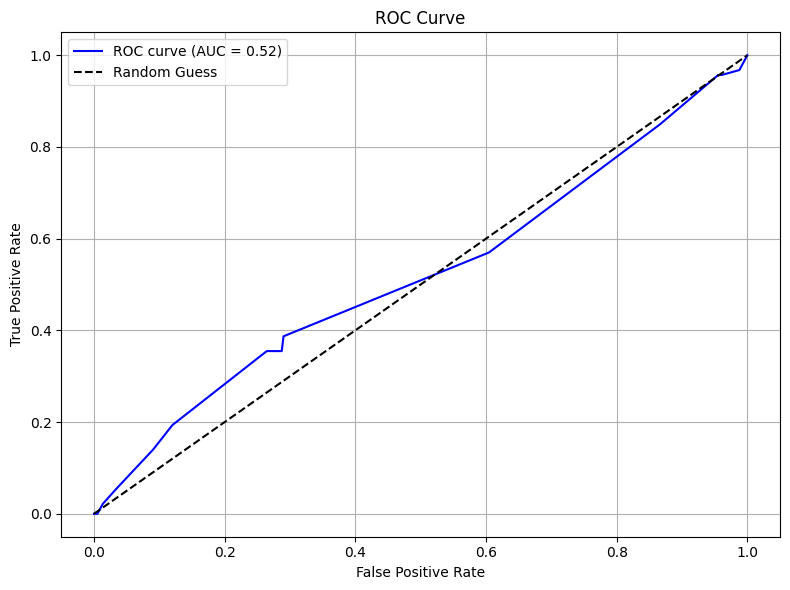 ROC Curve
ROC curve (AUC = 0.52)
Random Guess
1.0
0.8
0.6
0.4
0.2
0.0
True Positive Rate
0.0 0.2 0.4 0.6 0.8 1.0
False Positive Rate